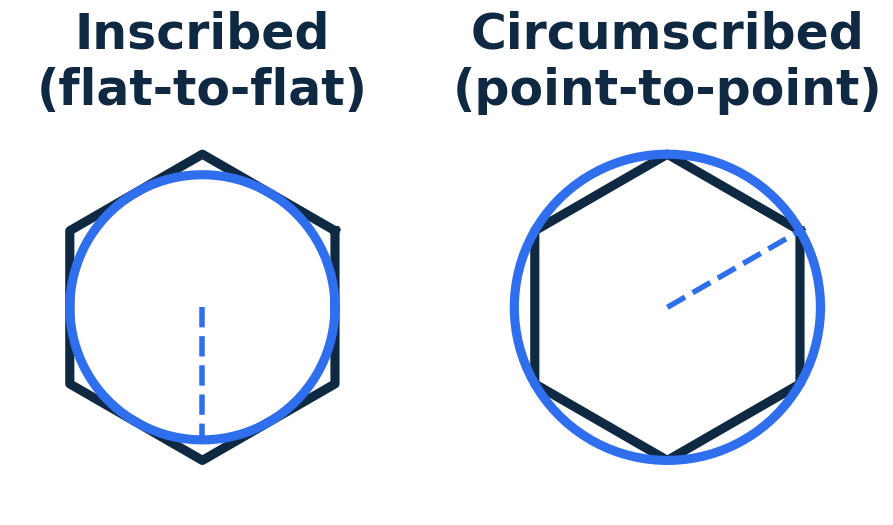 Inscribed
(flat-to-flat)
Circumscribed
(point-to-point)